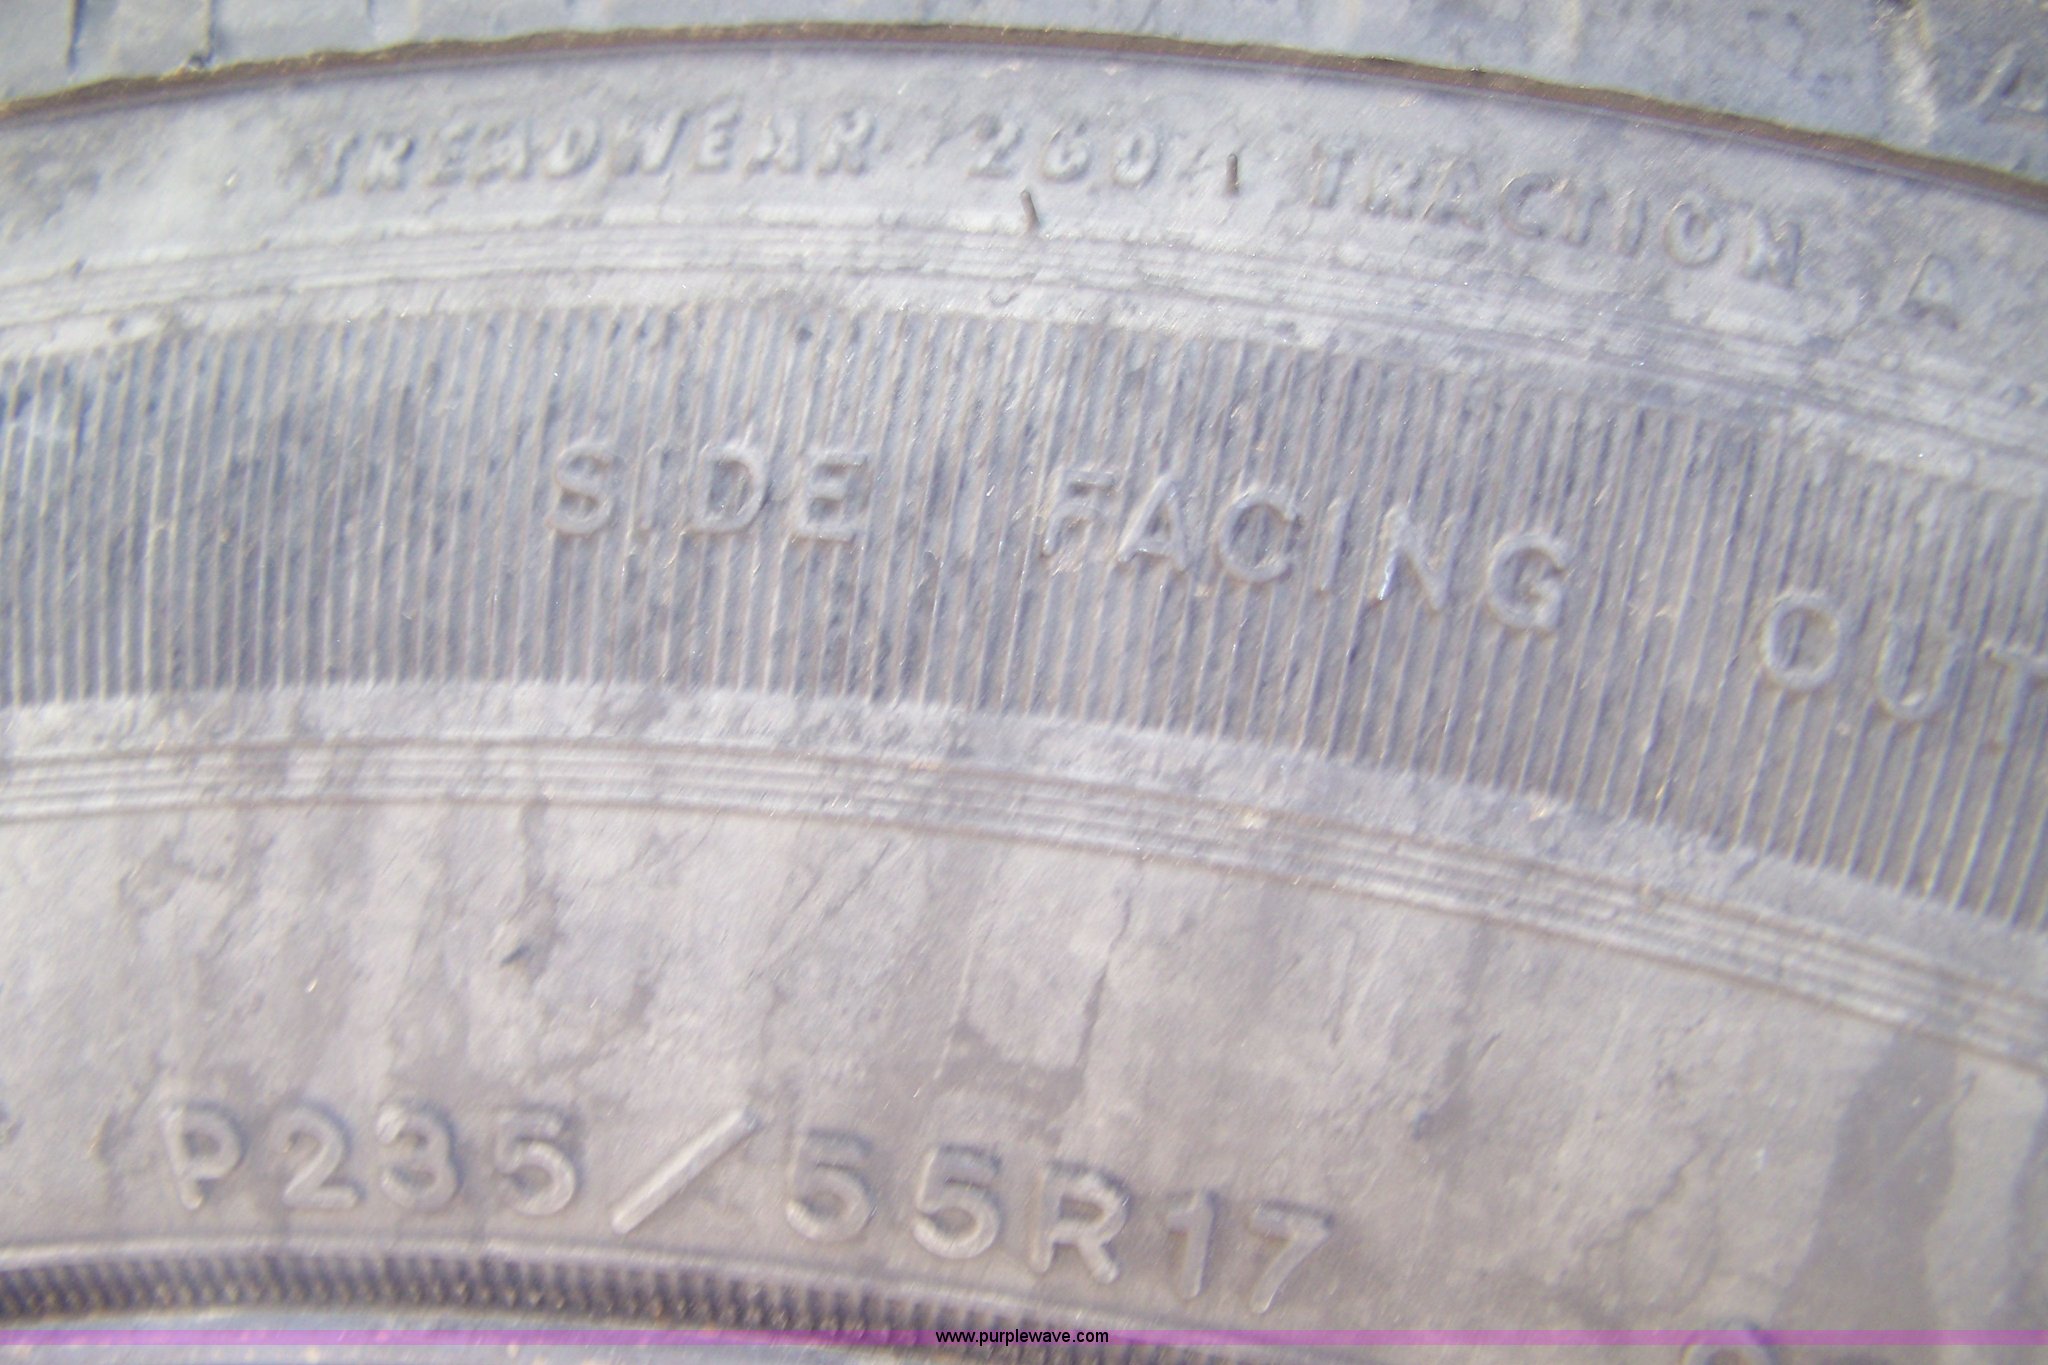 TREADWEAR 260 TRACTION A
SIDE FACING OUT
P235/55R17
www.purplewave.com